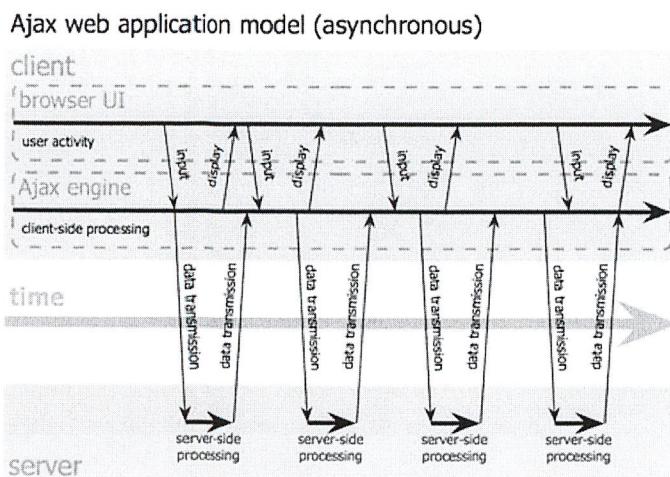 Ajax web application model (asynchronous)
client
browser UI
user activity
input
display
input
display
input
display
input
display
Ajax engine
client-side processing
data transmission
data transmission
data transmission
data transmission
data transmission
data transmission
data transmission
data transmission
time
server-side
processing
server-side
processing
server-side
processing
server-side
processing
server